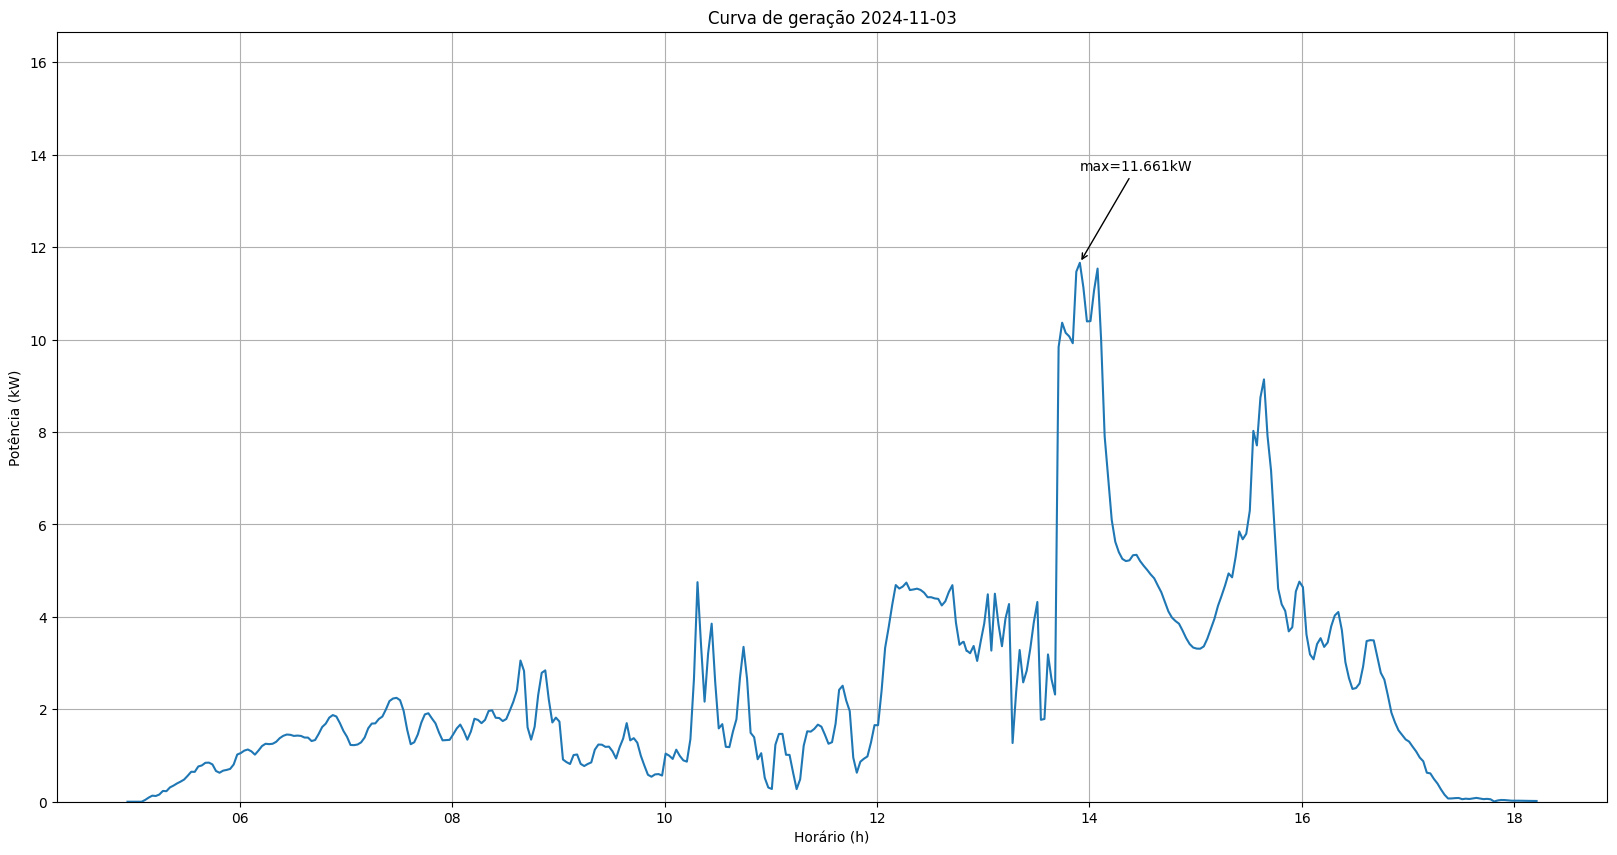 Curva de geração 2024-11-03
16
14
max=11.661kW
12
10
8
6
4
2
0
Potência (kW)
06 08 10 12 14 16 18
Horário (h)